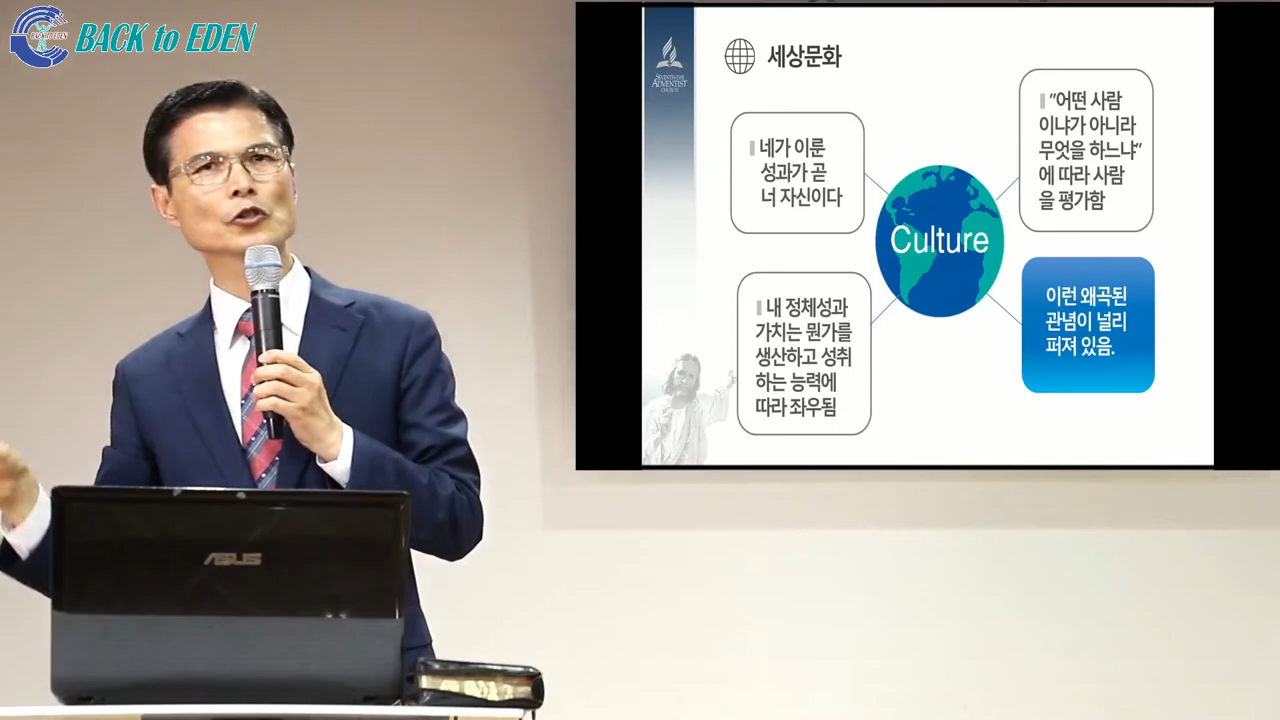 BACK to EDEN
BACK TO EDEN
SEVENTH-DAY
ADVENTIST
CHURCH
세상문화
네가 이룬
성과가 곧
너 자신이다
"어떤 사람
이냐가 아니라
무엇을 하느냐"
에 따라 사람
을 평가함
Culture
내 정체성과
가치는 뭔가를
생산하고 성취
하는 능력에
따라 좌우됨
이런 왜곡된
관념이 널리
퍼져 있음.
ASUS